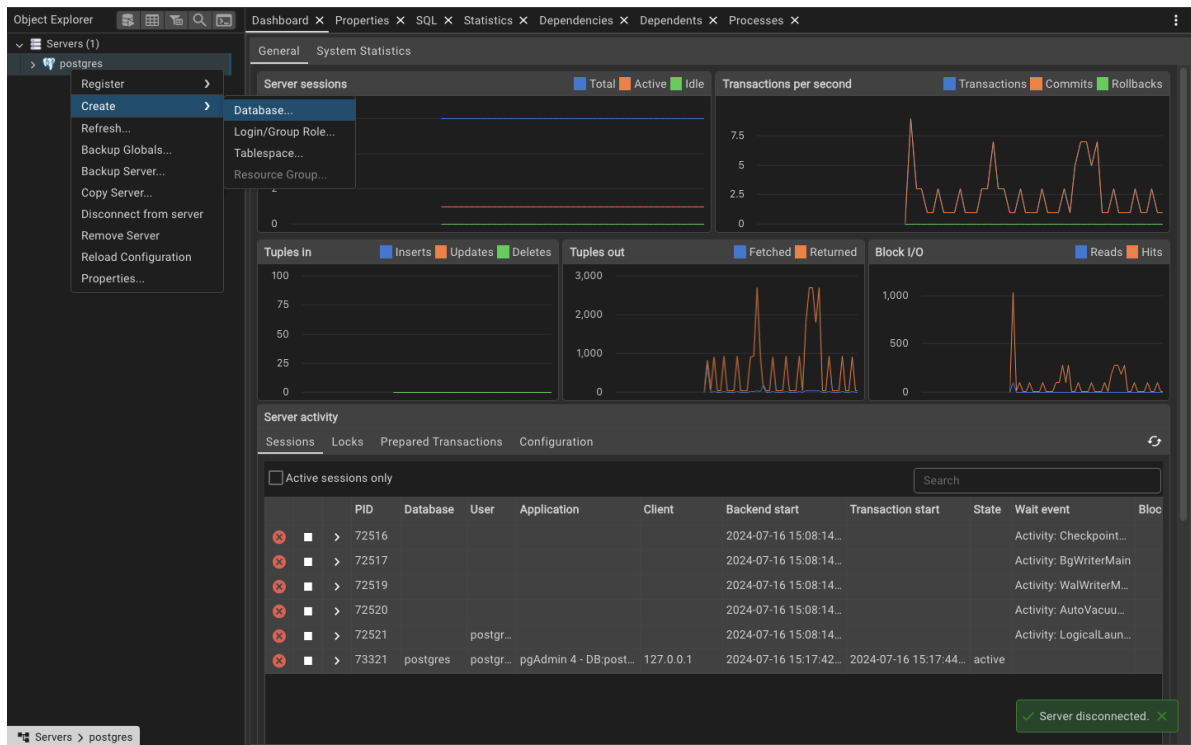 Object Explorer
Dashboard Properties SQL Statistics Dependencies Dependents Processes
Servers (1)
postgres
Register
Create
Refresh...
Backup Globals...
Backup Server...
Copy Server...
Disconnect from server
Remove Server
Reload Configuration
Properties...
Database...
Login/Group Role...
Tablespace...
Resource Group...
General System Statistics
Server sessions Total Active Idle
2
0
Transactions per second Transactions Commits Rollbacks
7.5
5
2.5
0
Tuples in Inserts Updates Deletes
100
75
50
25
0
Tuples out Fetched Returned
3,000
2,000
1,000
0
Block I/O Reads Hits
1,000
500
0
Server activity
Sessions Locks Prepared Transactions Configuration
Active sessions only Search
PID Database User Application Client Backend start Transaction start State Wait event Bloc
72516 2024-07-16 15:08:14... Activity: Checkpoint...
72517 2024-07-16 15:08:14... Activity: BgWriterMain
72519 2024-07-16 15:08:14... Activity: WalWriterM...
72520 2024-07-16 15:08:14... Activity: AutoVacuu...
72521 postgr... 2024-07-16 15:08:14... Activity: LogicalLaun...
73321 postgres postgr... pgAdmin 4 - DB:post... 127.0.0.1 2024-07-16 15:17:42... 2024-07-16 15:17:44... active
Server disconnected.
Servers > postgres